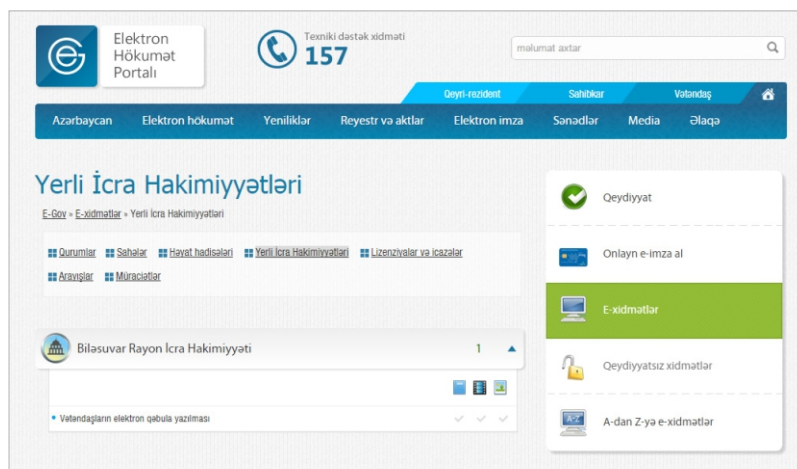 Elektron
Hökumət
Portalı
Texniki dəstək xidməti
157
məlumat axtar
Qeyri-rezident Sahibkar Vətəndaş
Azərbaycan Elektron hökumət Yeniliklər Reyestr və aktlar Elektron imza Sənədlər Media Əlaqə
Yerli İcra Hakimiyyətləri
E-Gov » E-xidmətlər » Yerli İcra Hakimiyyətləri
Qurumlar Sahələr Həyat hadisələri Yerli İcra Hakimiyyətləri Lizenziyalar və icazələr
Arayışlar Müraciətlər
Biləsuvar Rayon İcra Hakimiyyəti 1
Vətəndaşların elektron qəbula yazılması
Qeydiyyat
Onlayn e-imza al
E-xidmətlər
Qeydiyyatsız xidmətlər
A-Z
A-dan Z-yə e-xidmətlər